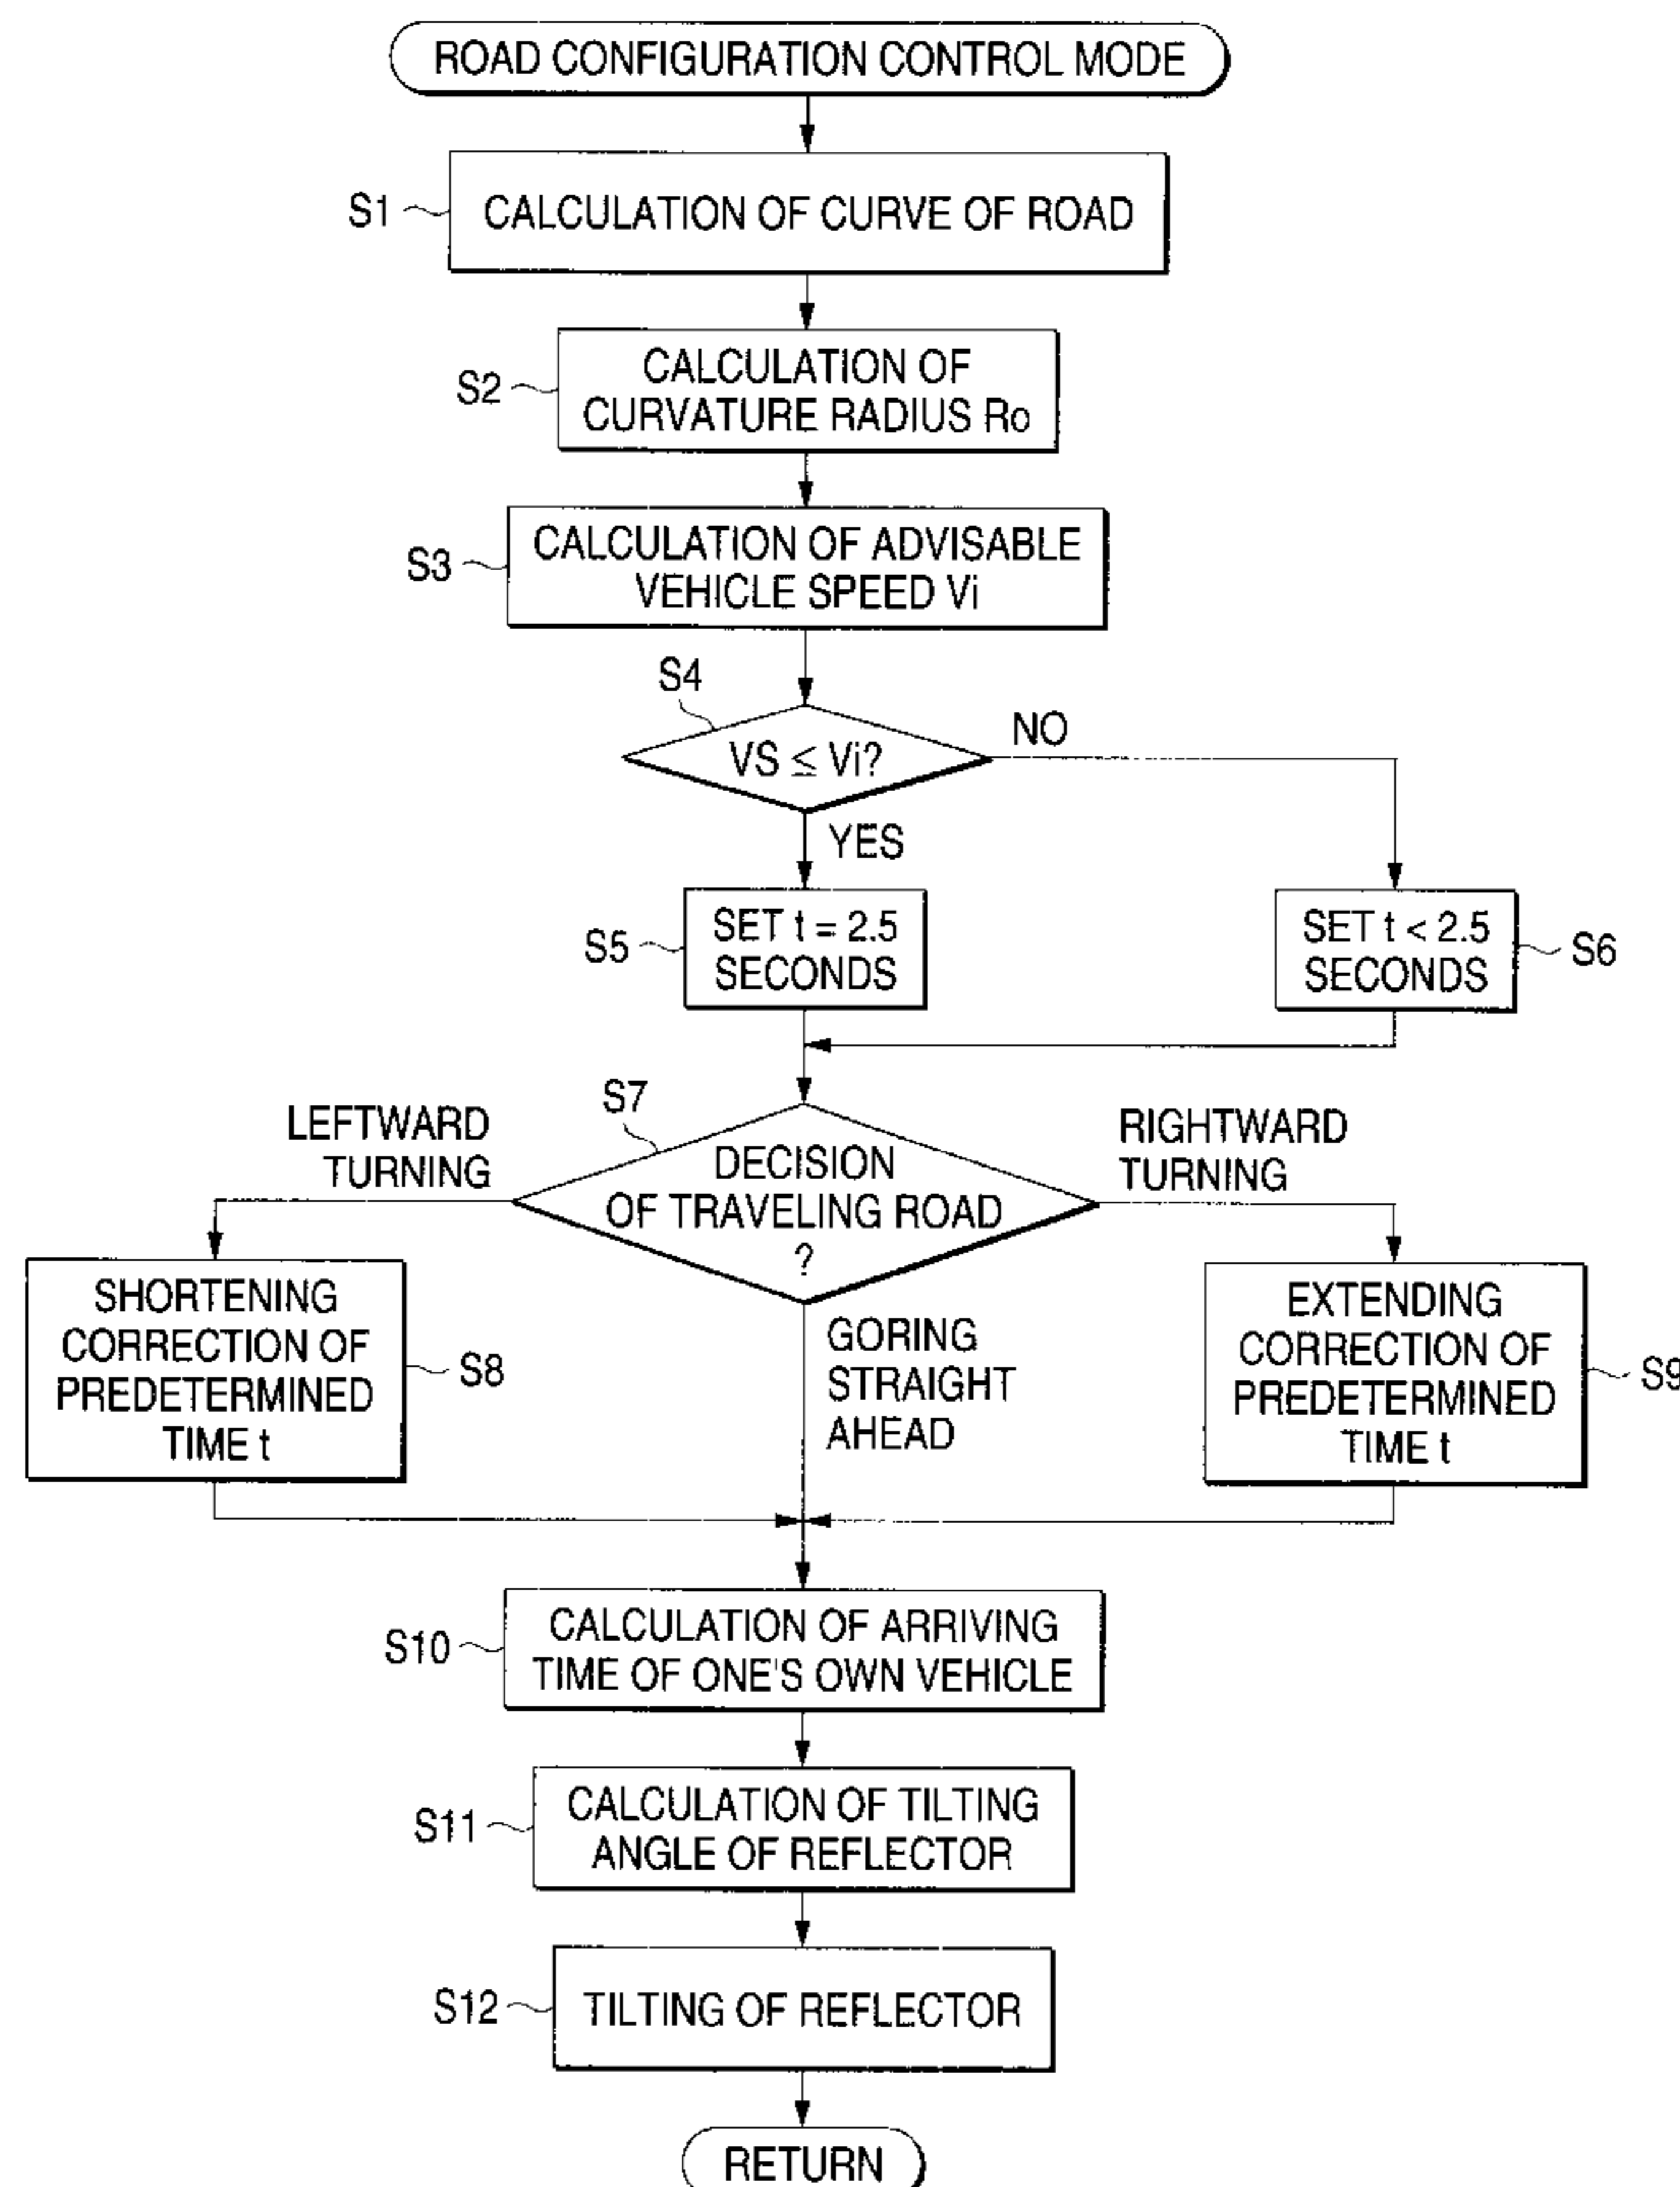 ROAD CONFIGURATION CONTROL MODE
S1
CALCULATION OF CURVE OF ROAD
S2
CALCULATION OF
CURVATURE RADIUS Ro
S3
CALCULATION OF ADVISABLE
VEHICLE SPEED Vi
S4
VS ≤ Vi?
NO
YES
S5
SET t = 2.5
SECONDS
SET t < 2.5
SECONDS
S6
S7
LEFTWARD
TURNING
DECISION
OF TRAVELING ROAD
?
RIGHTWARD
TURNING
SHORTENING
CORRECTION OF
PREDETERMINED
TIME t
S8
GORING
STRAIGHT
AHEAD
EXTENDING
CORRECTION OF
PREDETERMINED
TIME t
S9
S10
CALCULATION OF ARRIVING
TIME OF ONE'S OWN VEHICLE
S11
CALCULATION OF TILTING
ANGLE OF REFLECTOR
S12
TILTING OF REFLECTOR
RETURN